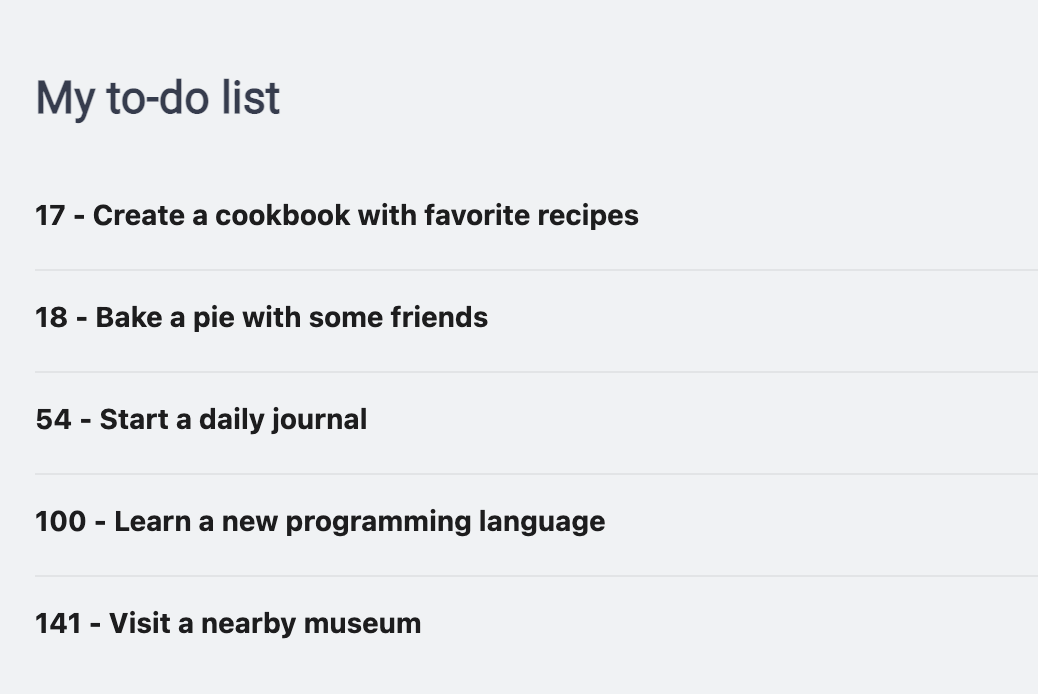 My to-do list
17 - Create a cookbook with favorite recipes
18 - Bake a pie with some friends
54 - Start a daily journal
100 - Learn a new programming language
141 - Visit a nearby museum